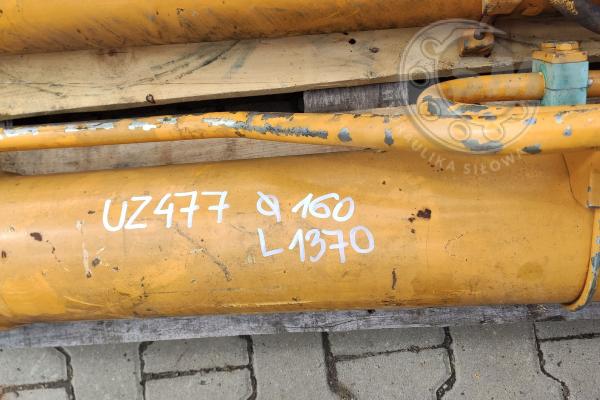 UZ477 Ø 160
L 1370
HYDRAULIKA SIŁOWA